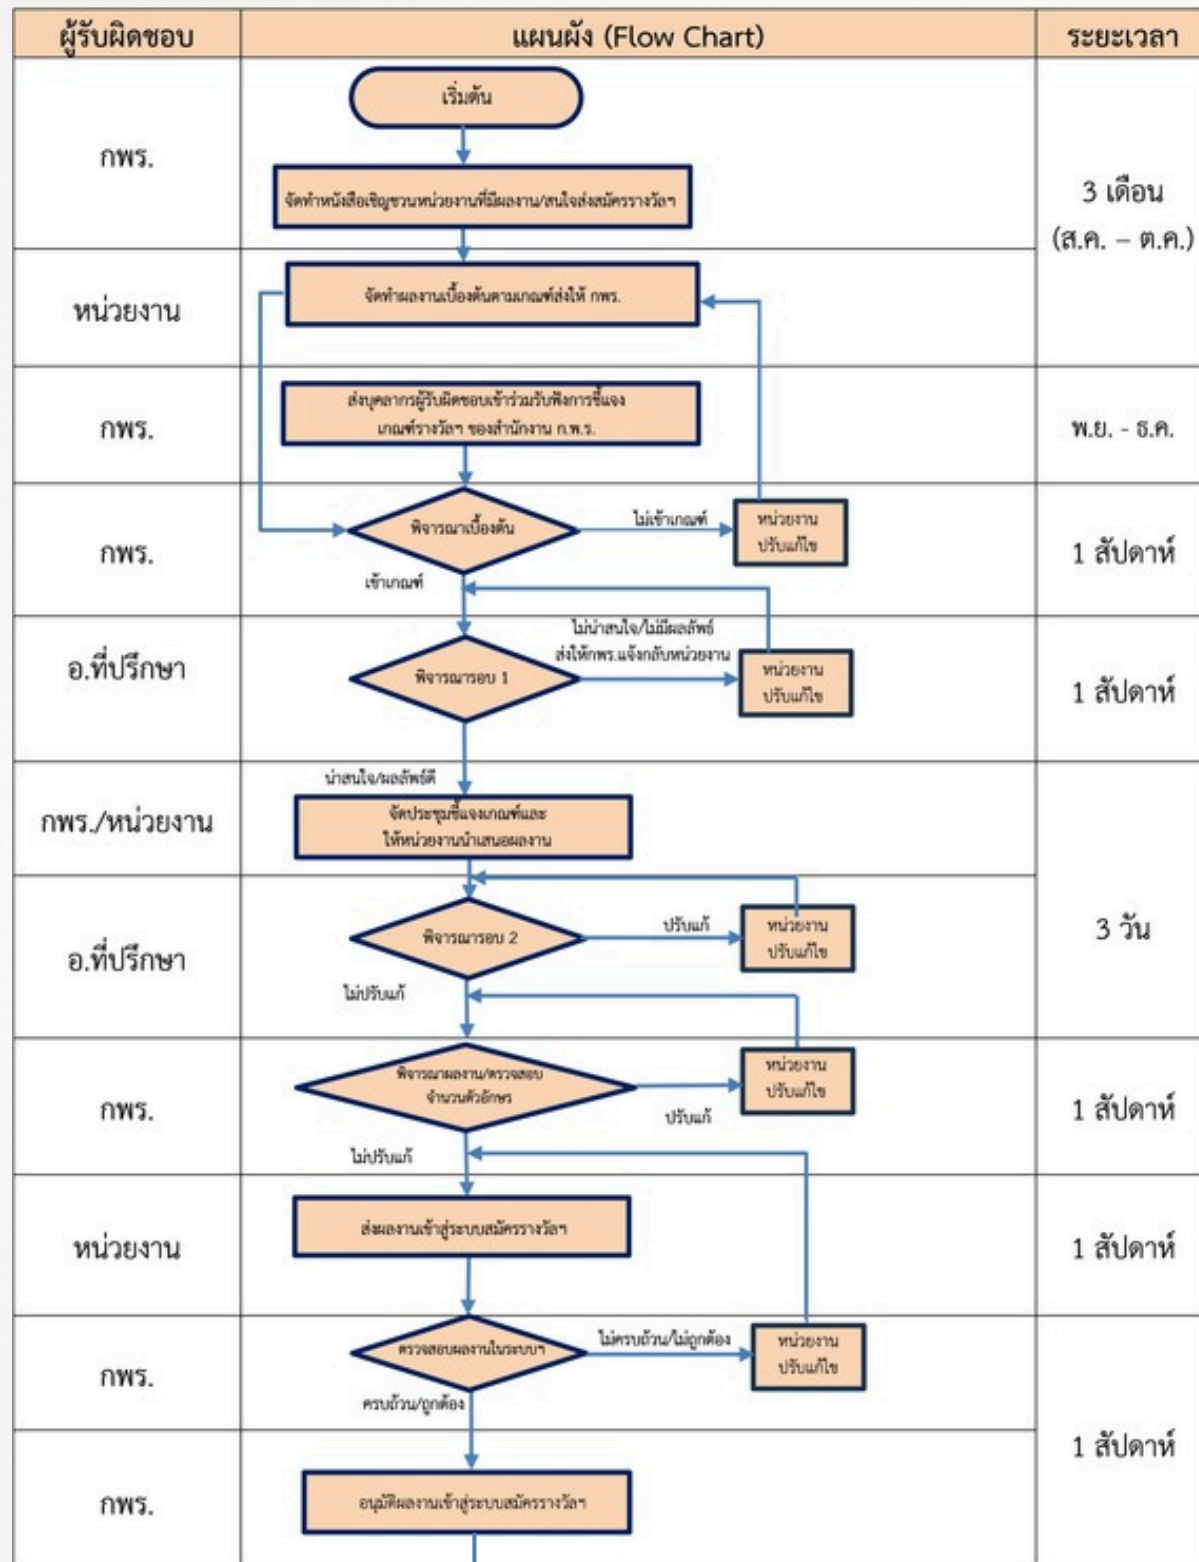 ผู้รับผิดชอบ
แผนผัง (Flow Chart)
ระยะเวลา
กพร.
เริ่มต้น
จัดทำหนังสือเชิญชวนหน่วยงานที่มีผลงาน/สนใจส่งสมัครรางวัลฯ
3 เดือน
(ส.ค. – ต.ค.)
หน่วยงาน
จัดทำผลงานเบื้องต้นตามเกณฑ์ส่งให้ กพร.
กพร.
ส่งบุคลากรผู้รับผิดชอบเข้าร่วมรับฟังการชี้แจง
เกณฑ์รางวัลฯ ของสำนักงาน ก.พ.ร.
พ.ย. - ธ.ค.
กพร.
พิจารณาเบื้องต้น
ไม่เข้าเกณฑ์
หน่วยงาน
ปรับแก้ไข
1 สัปดาห์
เข้าเกณฑ์
อ.ที่ปรึกษา
พิจารณารอบ 1
ไม่น่าสนใจ/ไม่มีผลลัพธ์
ส่งให้กพร.แจ้งกลับหน่วยงาน
หน่วยงาน
ปรับแก้ไข
1 สัปดาห์
น่าสนใจ/ผลลัพธ์ดี
กพร./หน่วยงาน
จัดประชุมชี้แจงเกณฑ์และ
ให้หน่วยงานนำเสนอผลงาน
3 วัน
อ.ที่ปรึกษา
พิจารณารอบ 2
ปรับแก้
หน่วยงาน
ปรับแก้ไข
ไม่ปรับแก้
กพร.
พิจารณาผลงาน/ตรวจสอบ
จำนวนตัวอักษร
ปรับแก้
หน่วยงาน
ปรับแก้ไข
1 สัปดาห์
ไม่ปรับแก้
หน่วยงาน
ส่งผลงานเข้าสู่ระบบสมัครรางวัลฯ
1 สัปดาห์
กพร.
ตรวจสอบผลงานในระบบฯ
ไม่ครบถ้วน/ไม่ถูกต้อง
หน่วยงาน
ปรับแก้ไข
ครบถ้วน/ถูกต้อง
1 สัปดาห์
กพร.
อนุมัติผลงานเข้าสู่ระบบสมัครรางวัลฯ